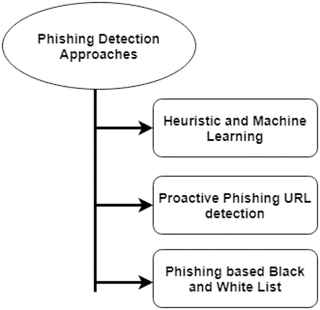 Phishing Detection
Approaches
Heuristic and Machine
Learning
Proactive Phishing URL
detection
Phishing based Black
and White List